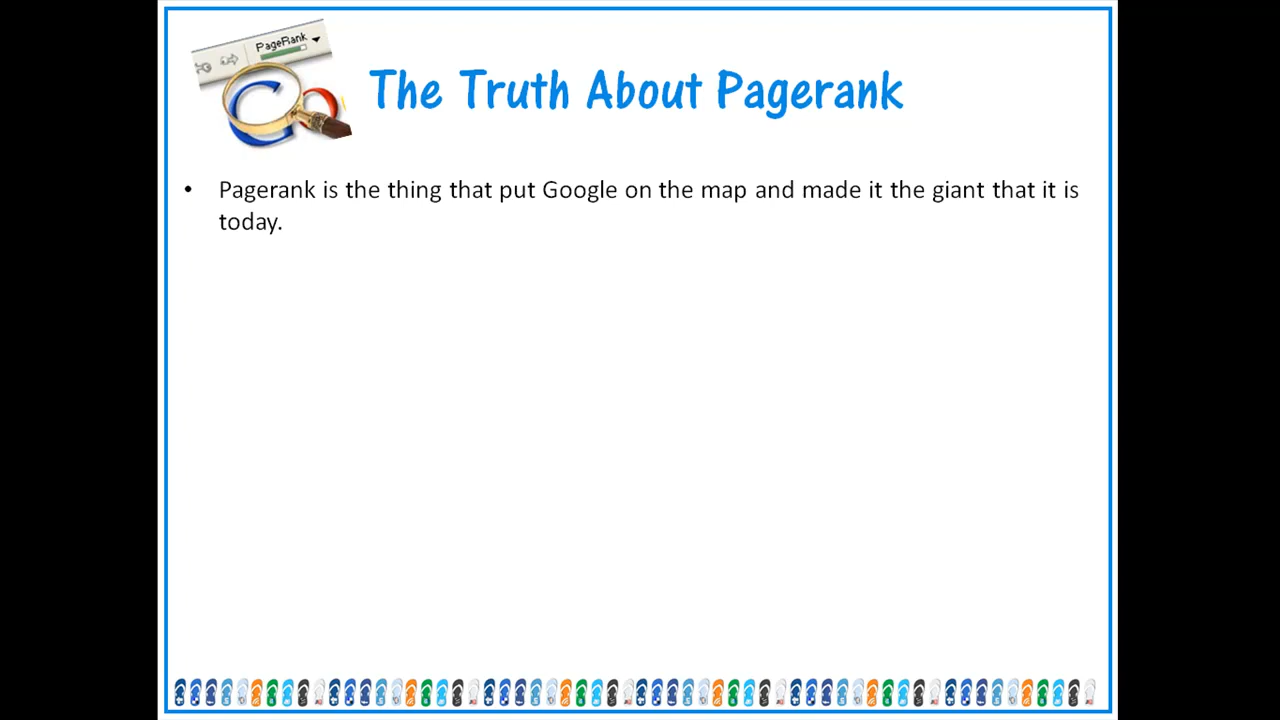 PageRank
The Truth About Pagerank
• Pagerank is the thing that put Google on the map and made it the giant that it is
today.